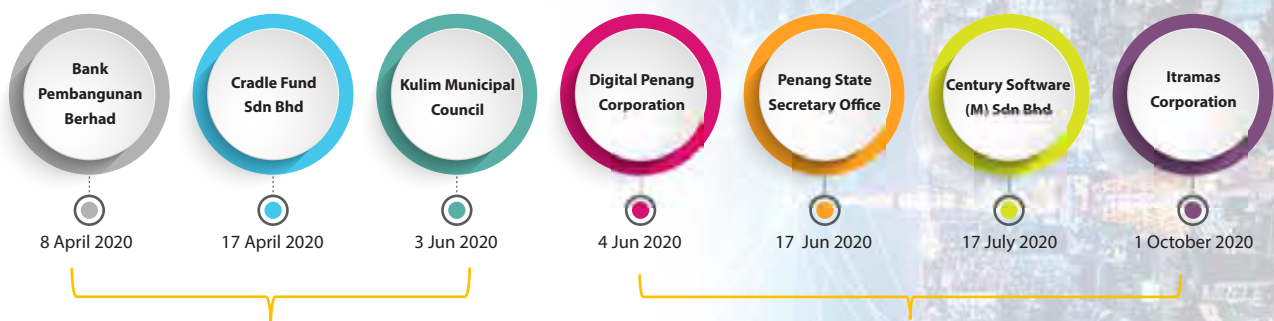 Bank
Pembangunan
Berhad
Cradle Fund
Sdn Bhd
Kulim Municipal
Council
Digital Penang
Corporation
Penang State
Secretary Office
Century Software
(M) Sdn Bhd
Itramas
Corporation
8 April 2020
17 April 2020
3 Jun 2020
4 Jun 2020
17 Jun 2020
17 July 2020
1 October 2020